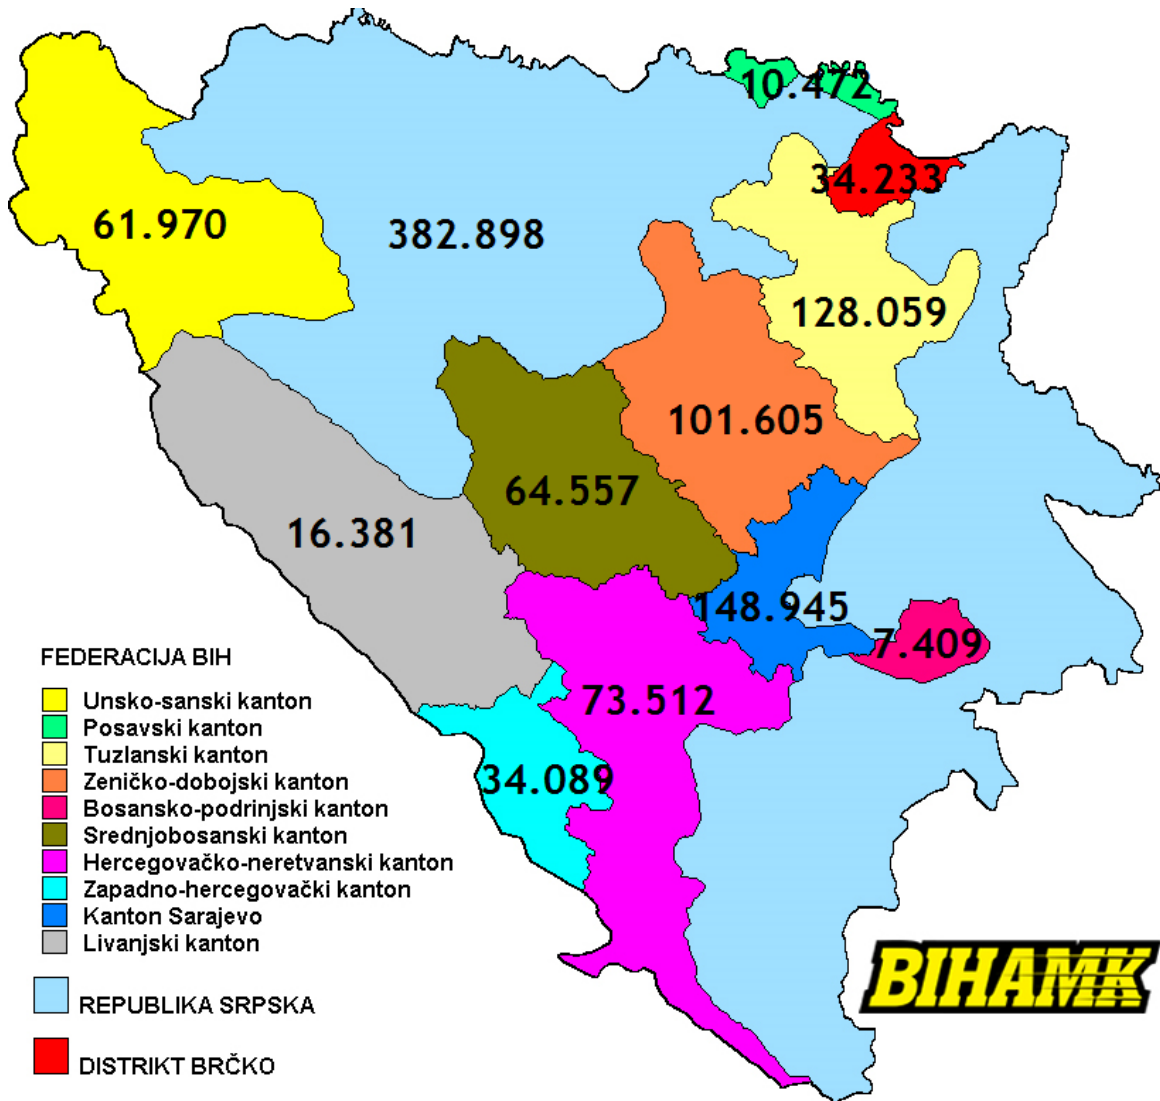 10.472
34.233
61.970
382.898
128.059
101.605
64.557
16.381
148.945
7.409
73.512
34.089
FEDERACIJA BIH
Unsko-sanski kanton
Posavski kanton
Tuzlanski kanton
Zeničko-dobojski kanton
Bosansko-podrinjski kanton
Srednjobosanski kanton
Hercegovačko-neretvanski kanton
Zapadno-hercegovački kanton
Kanton Sarajevo
Livanjski kanton
REPUBLIKA SRPSKA
DISTRIKT BRČKO
BIHAMK